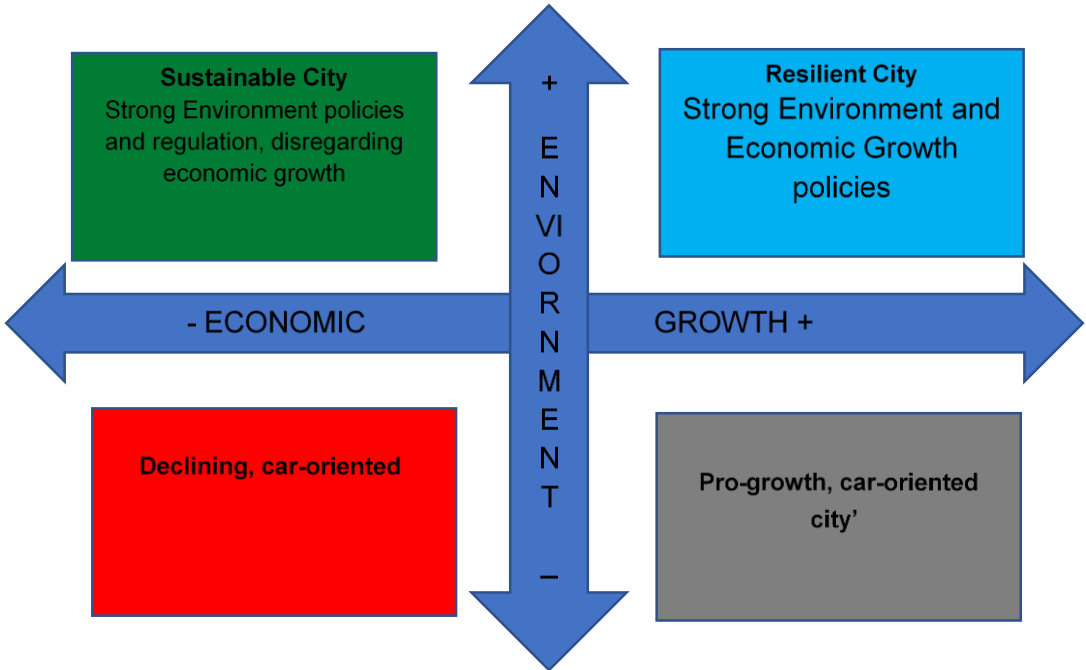 Sustainable City
Strong Environment policies
and regulation, disregarding
economic growth
Resilient City
Strong Environment and
Economic Growth
policies
+
E
N
VI
O
R
N
M
E
N
T
–
- ECONOMIC
GROWTH +
Declining, car-oriented
Pro-growth, car-oriented
city’